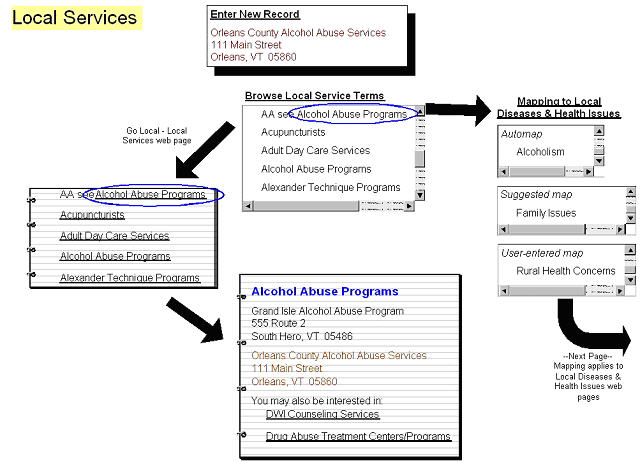 Local Services
Enter New Record
Orleans County Alcohol Abuse Services
111 Main Street
Orleans, VT 05860
Browse Local Service Terms
AA see Alcohol Abuse Programs
Acupuncturists
Adult Day Care Services
Alcohol Abuse Programs
Alexander Technique Programs
Mapping to Local
Diseases & Health Issues
Automap
Alcoholism
Suggested map
Family Issues
User-entered map
Rural Health Concerns
Go Local - Local
Services web page
AA see Alcohol Abuse Programs
Acupuncturists
Adult Day Care Services
Alcohol Abuse Programs
Alexander Technique Programs
Alcohol Abuse Programs
Grand Isle Alcohol Abuse Program
555 Route 2
South Hero, VT 05486
Orleans County Alcohol Abuse Services
111 Main Street
Orleans, VT 05860
You may also be interested in:
DWI Counseling Services
Drug Abuse Treatment Centers/Programs
--Next Page--
Mapping applies to
Local Diseases &
Health Issues web
pages